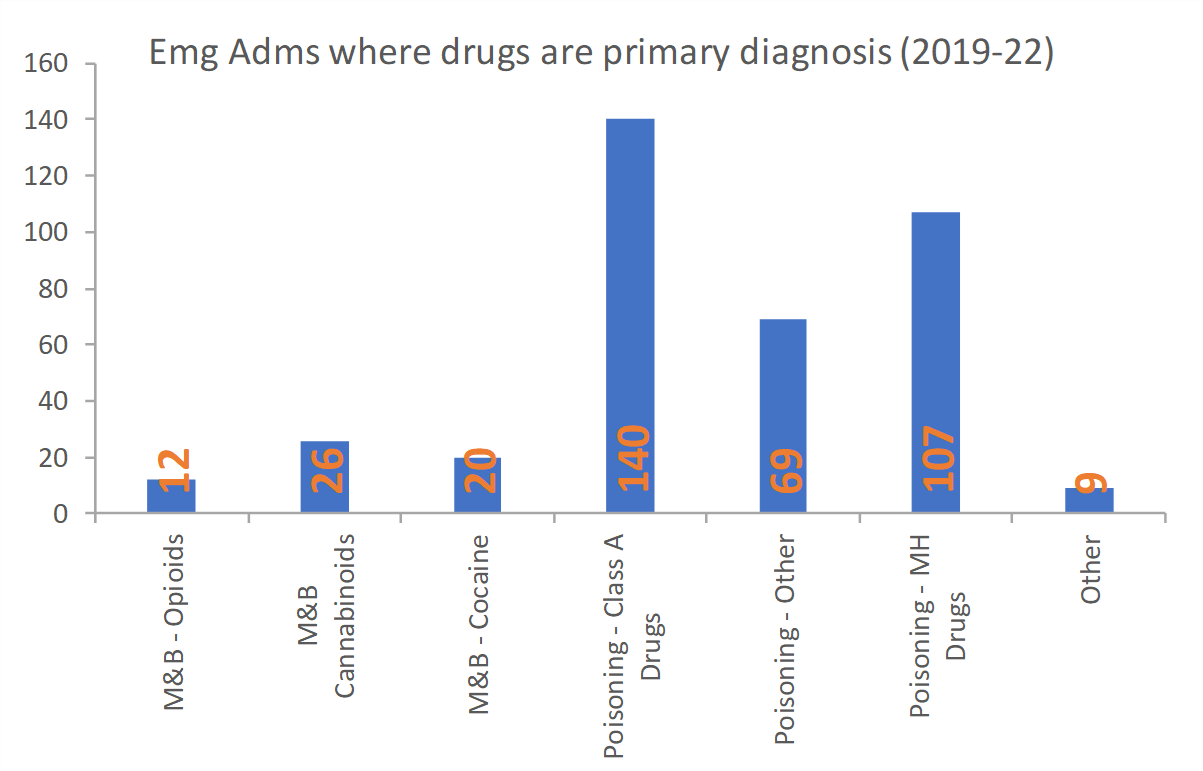 Emg Adms where drugs are primary diagnosis (2019-22)
160
140
120
100
80
60
40
20
0
12
26
20
140
69
107
9
M&B - Opioids
M&B
Cannabinoids
M&B - Cocaine
Poisoning - Class A
Drugs
Poisoning - Other
Poisoning - MH
Drugs
Other